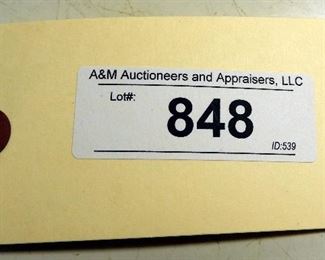 A&M Auctioneers and Appraisers, LLC
Lot#:
848
ID:539